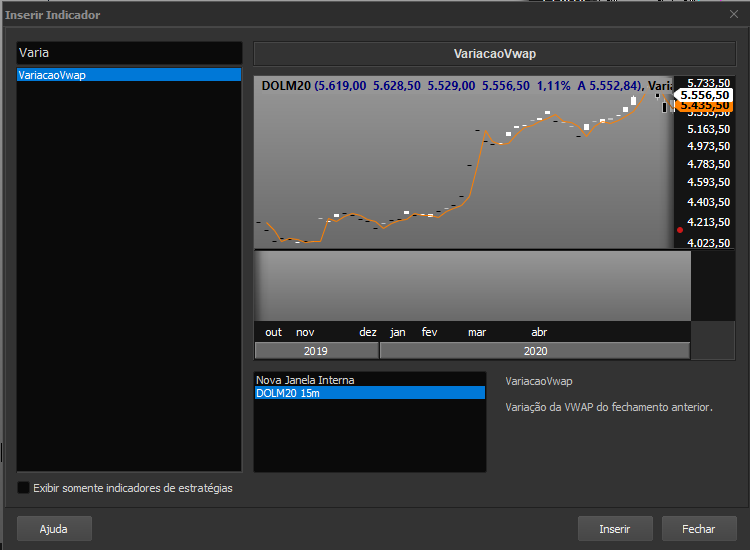 Inserir Indicador
Varia
VariacaoVwap
VariacaoVwap
DOLM20 (5.619,00 5.628,50 5.529,00 5.556,50 1,11% A 5.552,84), Varia
5.733,50
5.556,50
5.435,50
5.353,50
5.163,50
4.973,50
4.783,50
4.593,50
4.403,50
4.213,50
4.023,50
out nov dez jan fev mar abr
2019 2020
Nova Janela Interna
DOLM20 15m
VariacaoVwap
Variação da VWAP do fechamento anterior.
Exibir somente indicadores de estratégias
Ajuda Inserir Fechar